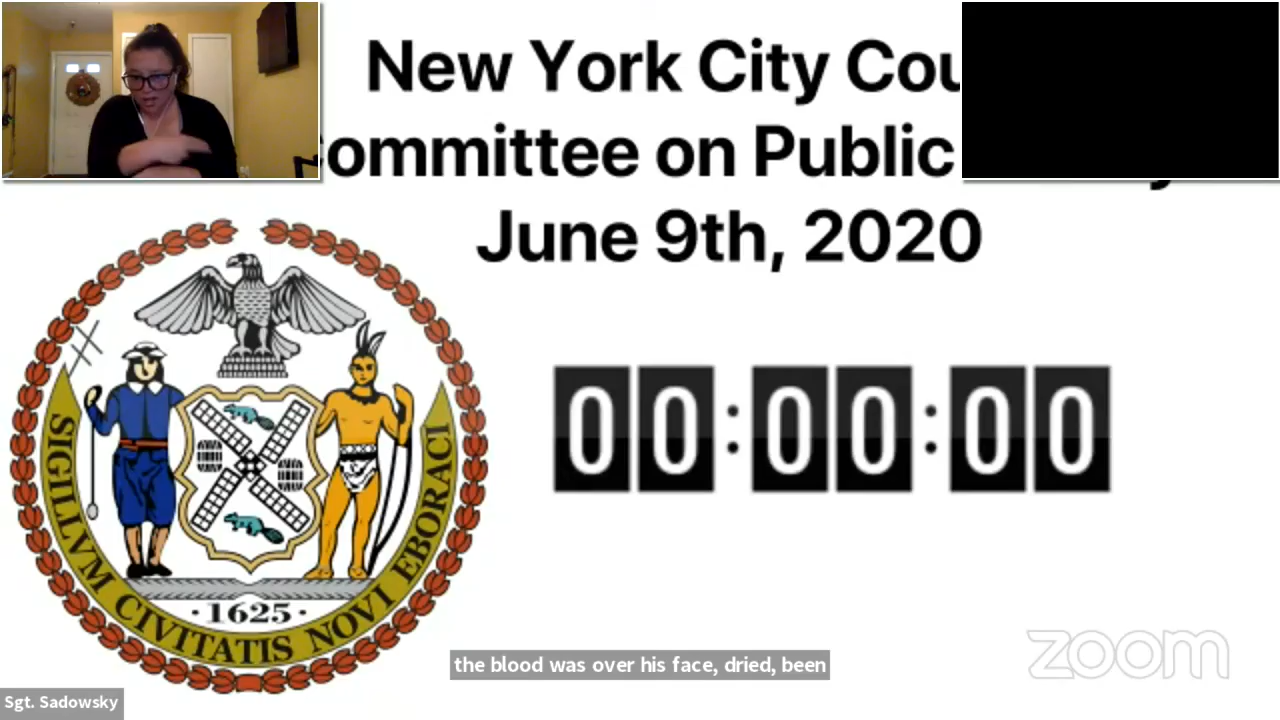 New York City Cou
ommittee on Public
June 9th, 2020
00:00:00
SIGILLVM CIVITATIS NOVI EBORACI
·1625·
the blood was over his face, dried, been
zoom
Sgt. Sadowsky